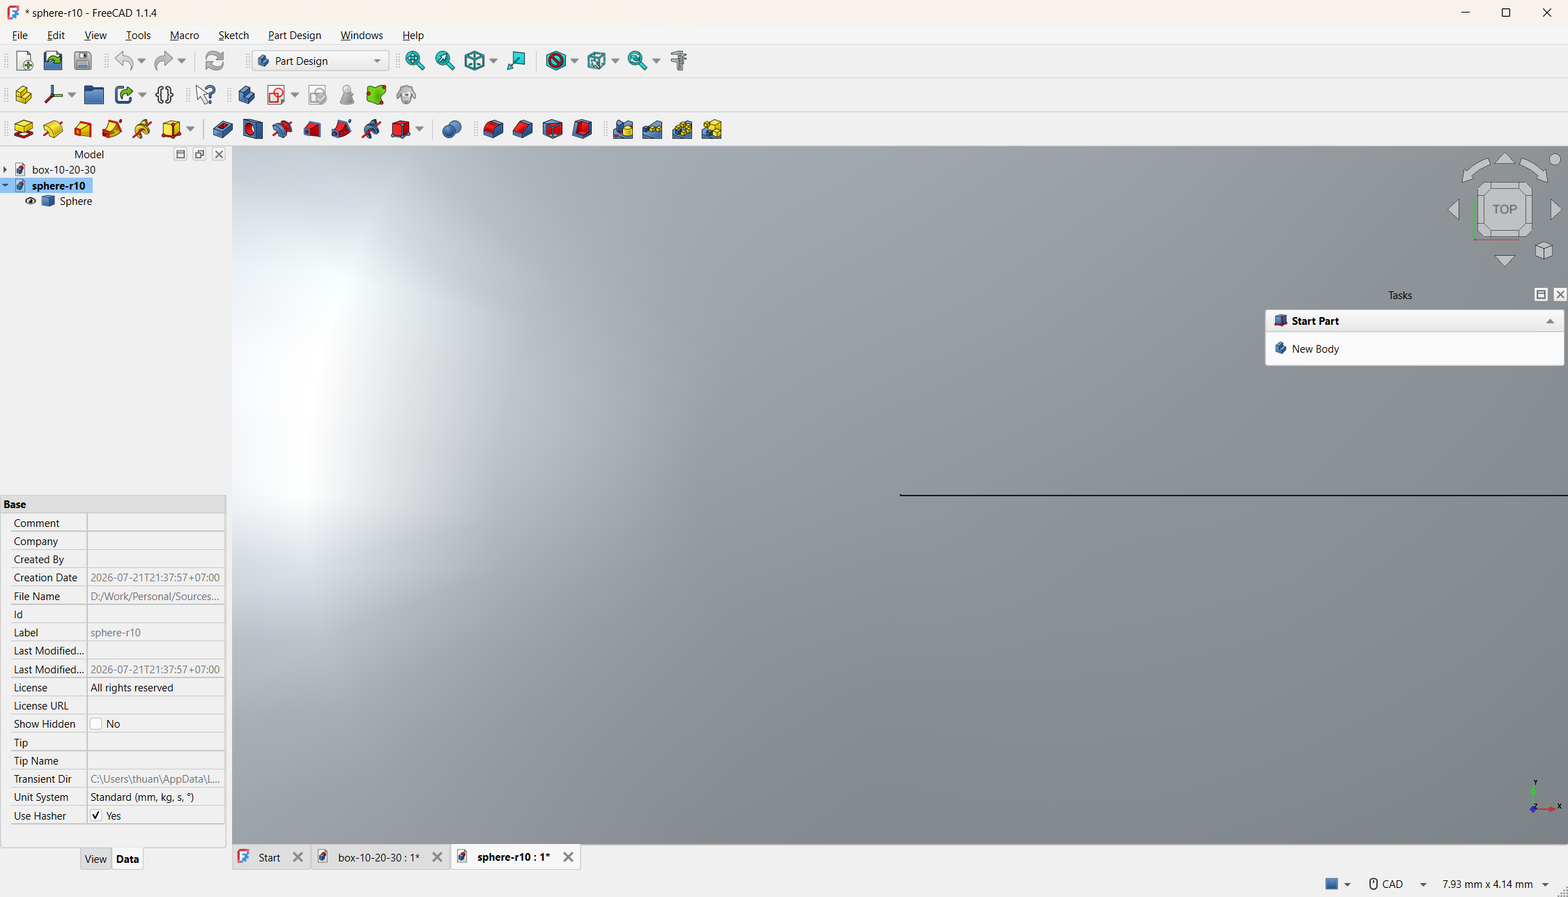 * sphere-r10 - FreeCAD 1.1.4
File Edit View Tools Macro Sketch Part Design Windows Help
Part Design
Model
box-10-20-30
sphere-r10
Sphere
TOP
Tasks
Start Part
New Body
Base
Comment
Company
Created By
Creation Date 2026-07-21T21:37:57+07:00
File Name D:/Work/Personal/Sources...
Id
Label sphere-r10
Last Modified...
Last Modified... 2026-07-21T21:37:57+07:00
License All rights reserved
License URL
Show Hidden No
Tip
Tip Name
Transient Dir C:\Users\thuan\AppData\L...
Unit System Standard (mm, kg, s, °)
Use Hasher Yes
Y
Z X
View Data
Start box-10-20-30 : 1* sphere-r10 : 1*
CAD 7.93 mm x 4.14 mm